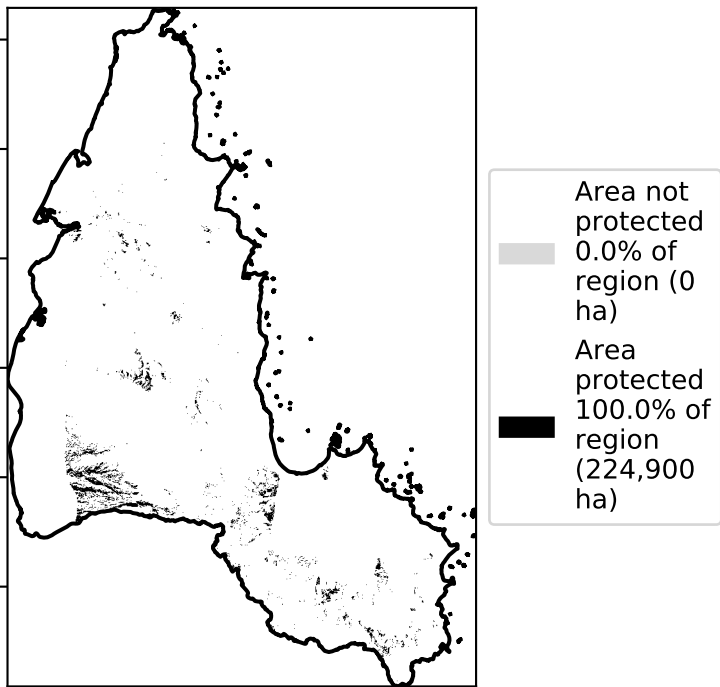 Area not
protected
0.0% of
region (0
ha)
Area
protected
100.0% of
region
(224,900
ha)